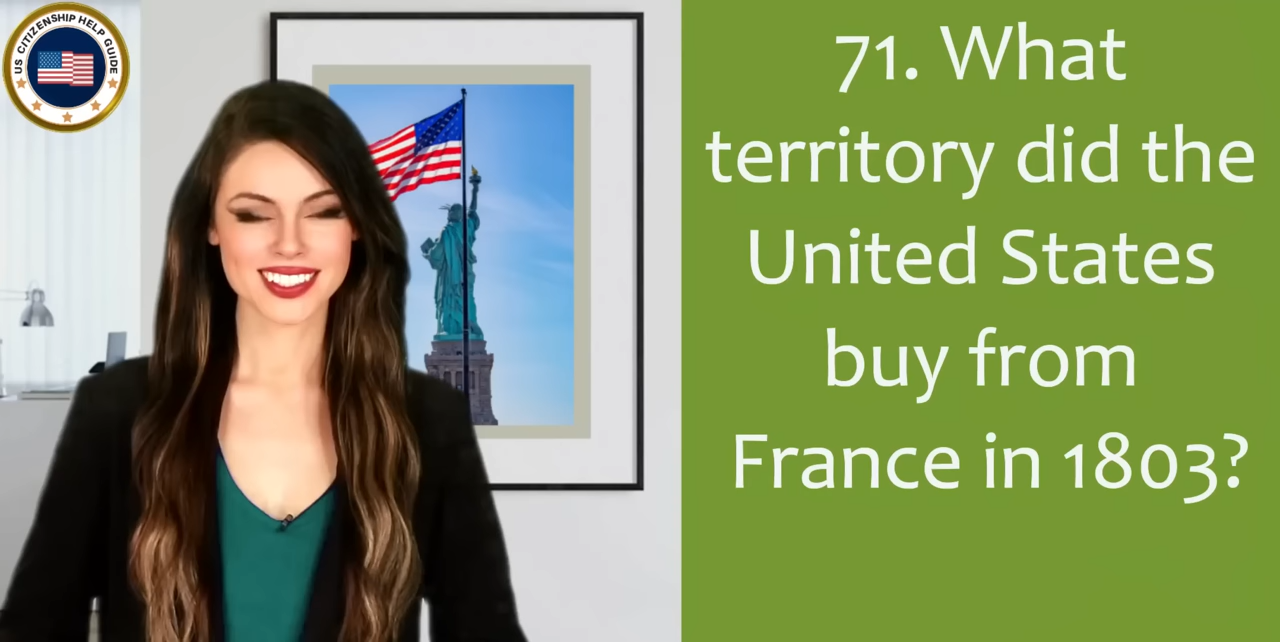 US CITIZENSHIP HELP GUIDE
71. What
territory did the
United States
buy from
France in 1803?